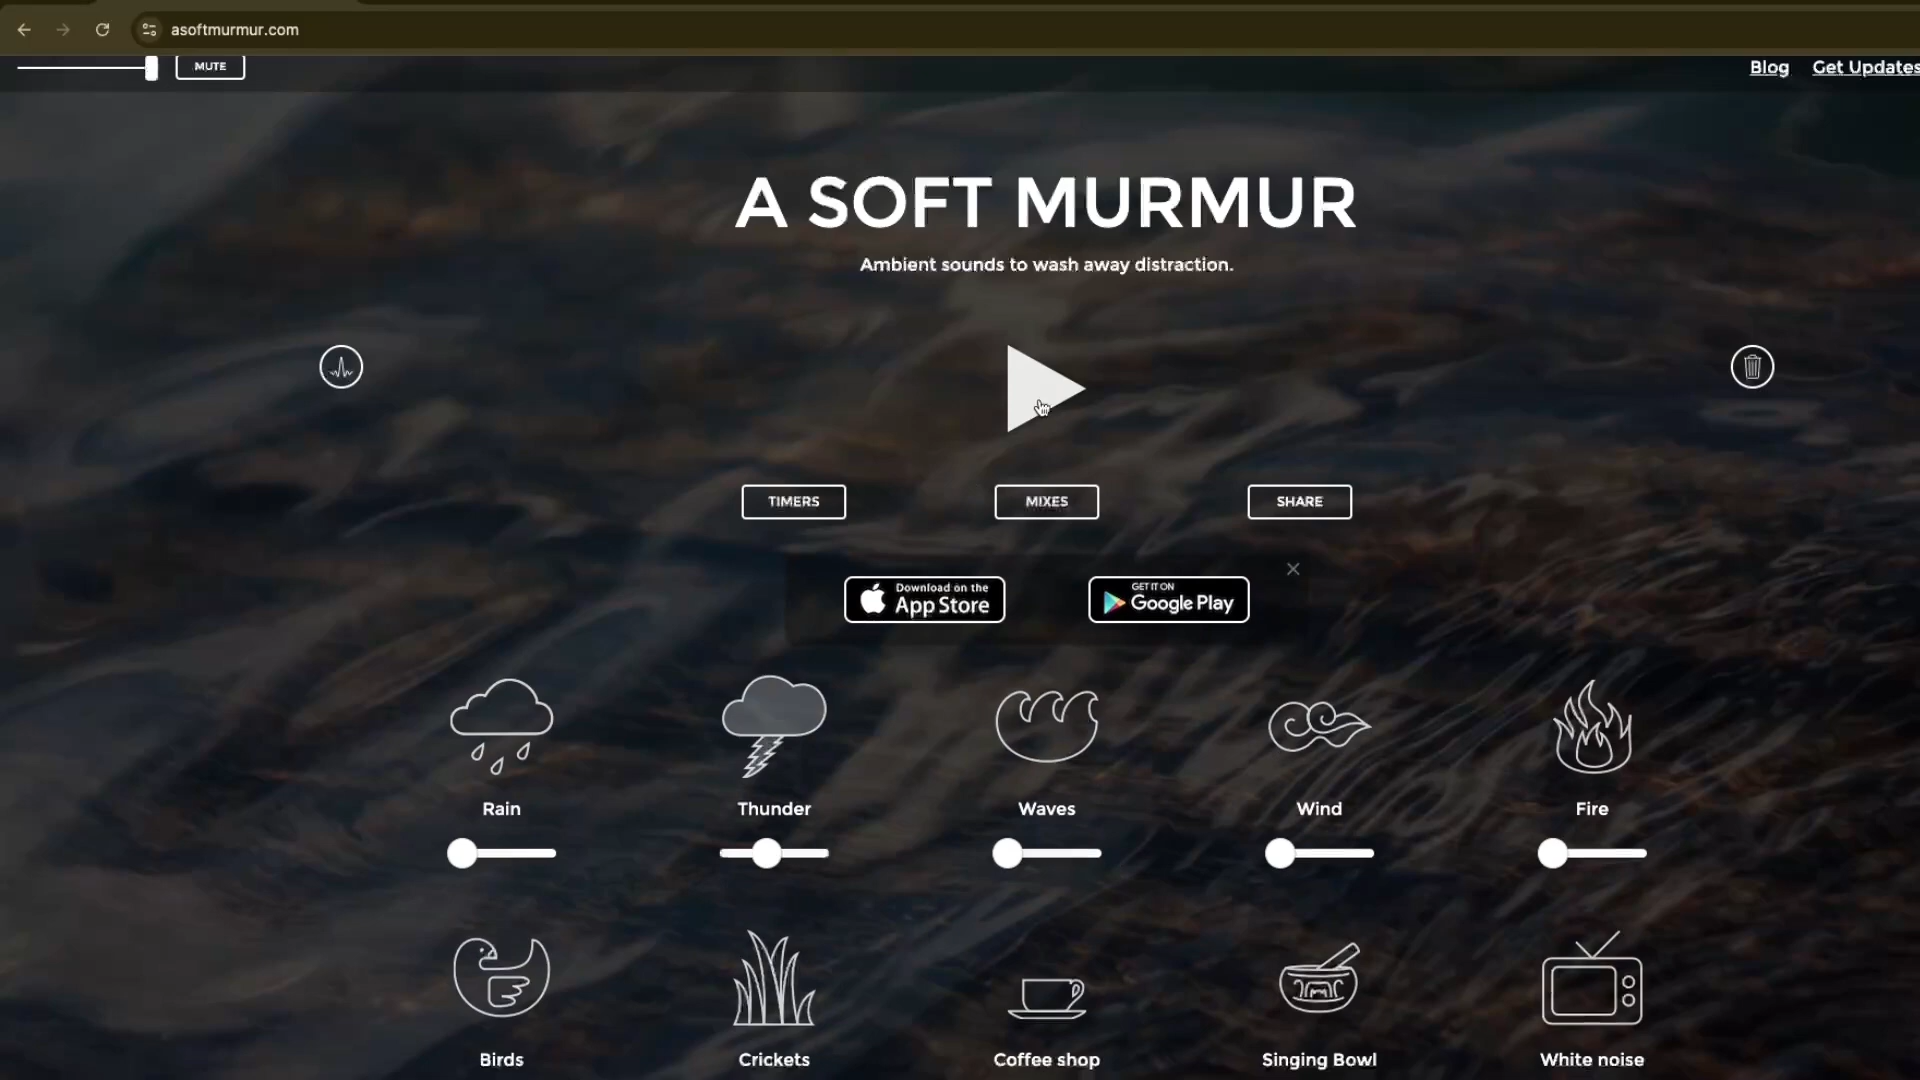 asoftmurmur.com
MUTE
Blog
Get Updates
A SOFT MURMUR
Ambient sounds to wash away distraction.
TIMERS
MIXES
SHARE
Download on the
App Store
GET IT ON
Google Play
Rain
Thunder
Waves
Wind
Fire
Birds
Crickets
Coffee shop
Singing Bowl
White noise